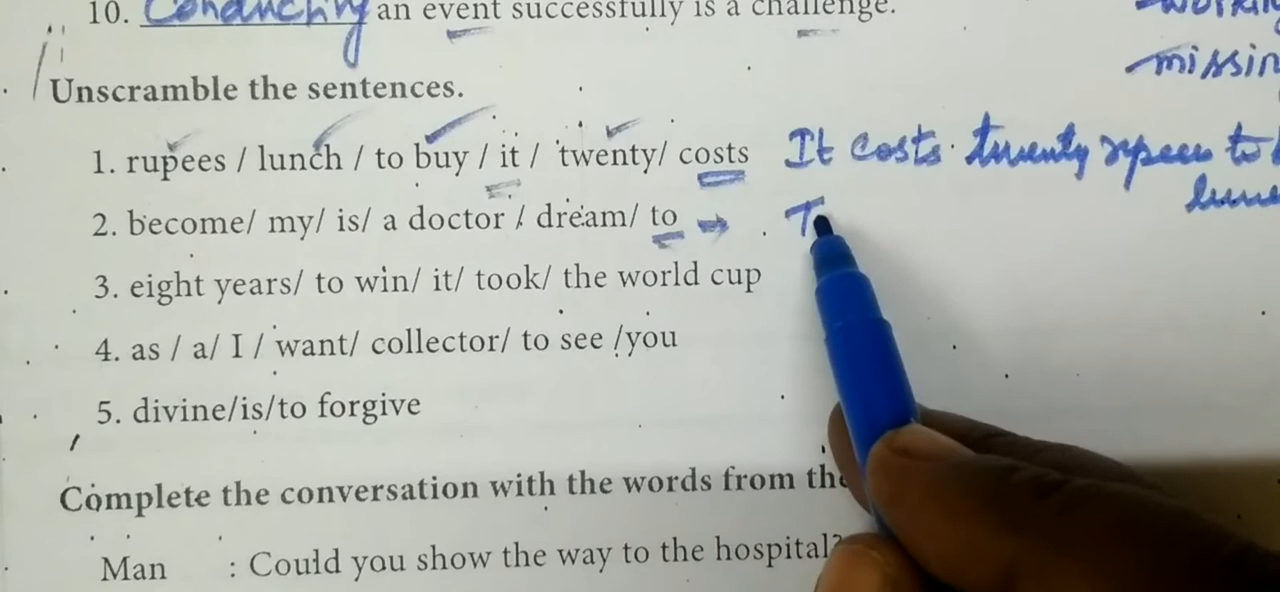 10. Conducting an event successfully is a challenge.
missin
Unscramble the sentences.
1. rupees / lunch / to buy / it / twenty/ costs It costs twenty rupees to
2. become/ my/ is/ a doctor / dream/ to → T
3. eight years/ to win/ it/ took/ the world cup
4. as / a/ I / want/ collector/ to see /you
5. divine/is/to forgive
Complete the conversation with the words from the
Man : Could you show the way to the hospital?